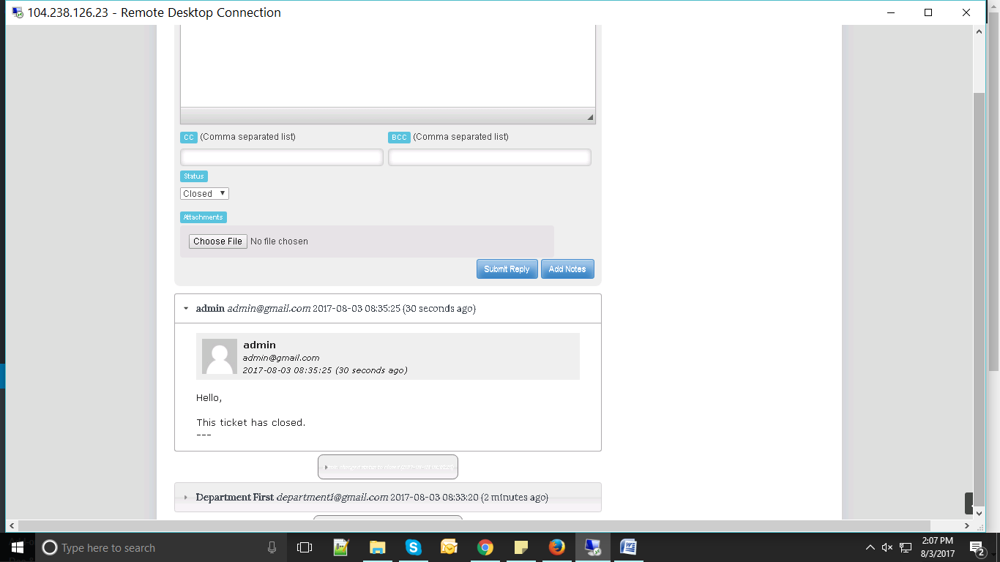 104.238.126.23 - Remote Desktop Connection
CC (Comma separated list) BCC (Comma separated list)
Status
Closed
Attachments
Choose File No file chosen
Submit Reply Add Notes
admin admin@gmail.com 2017-08-03 08:35:25 (30 seconds ago)
admin
admin@gmail.com
2017-08-03 08:35:25 (30 seconds ago)
Hello,
This ticket has closed.
---
Department First department1@gmail.com 2017-08-03 08:33:20 (2 minutes ago)
Type here to search
2:07 PM
8/3/2017
2